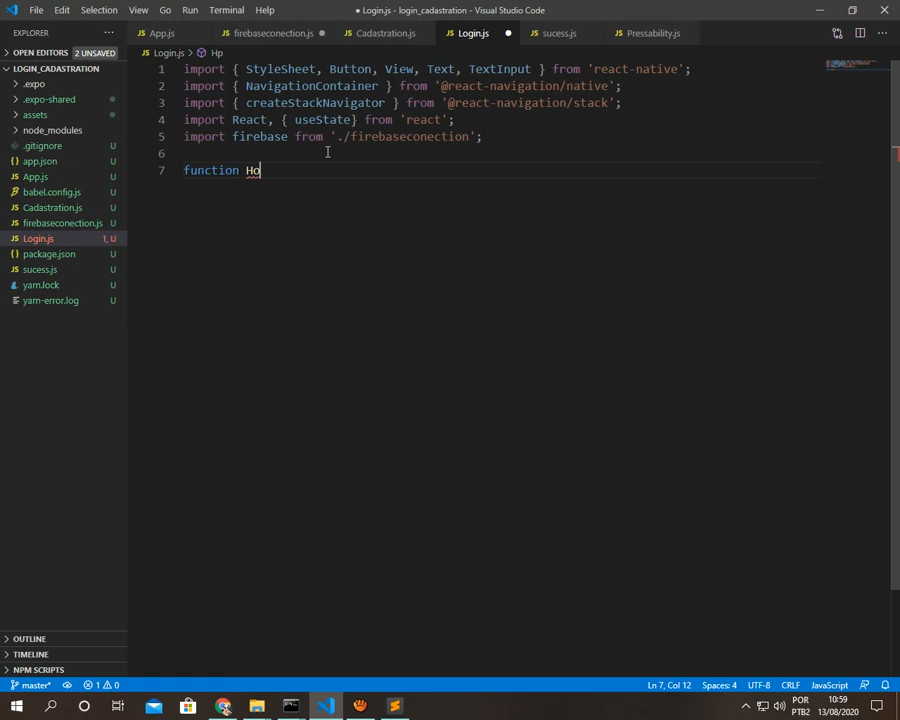 File Edit Selection View Go Run Terminal Help
● Login.js - login_cadastration - Visual Studio Code
EXPLORER
App.js
firebaseconection.js
Cadastration.js
Login.js
sucess.js
Pressability.js
OPEN EDITORS 2 UNSAVED
Login.js > Hp
LOGIN_CADASTRATION
.expo
.expo-shared
assets
node_modules
.gitignore U
app.json U
App.js U
babel.config.js U
Cadastration.js U
firebaseconection.js U
Login.js 1, U
package.json U
sucess.js U
yarn.lock U
yarn-error.log U
1 import { StyleSheet, Button, View, Text, TextInput } from 'react-native';
2 import { NavigationContainer } from '@react-navigation/native';
3 import { createStackNavigator } from '@react-navigation/stack';
4 import React, { useState} from 'react';
5 import firebase from './firebaseconection';
6
7 function Ho
OUTLINE
TIMELINE
NPM SCRIPTS
master* 1 0
Ln 7, Col 12 Spaces: 4 UTF-8 CRLF JavaScript
POR
PTB2
10:59
13/08/2020